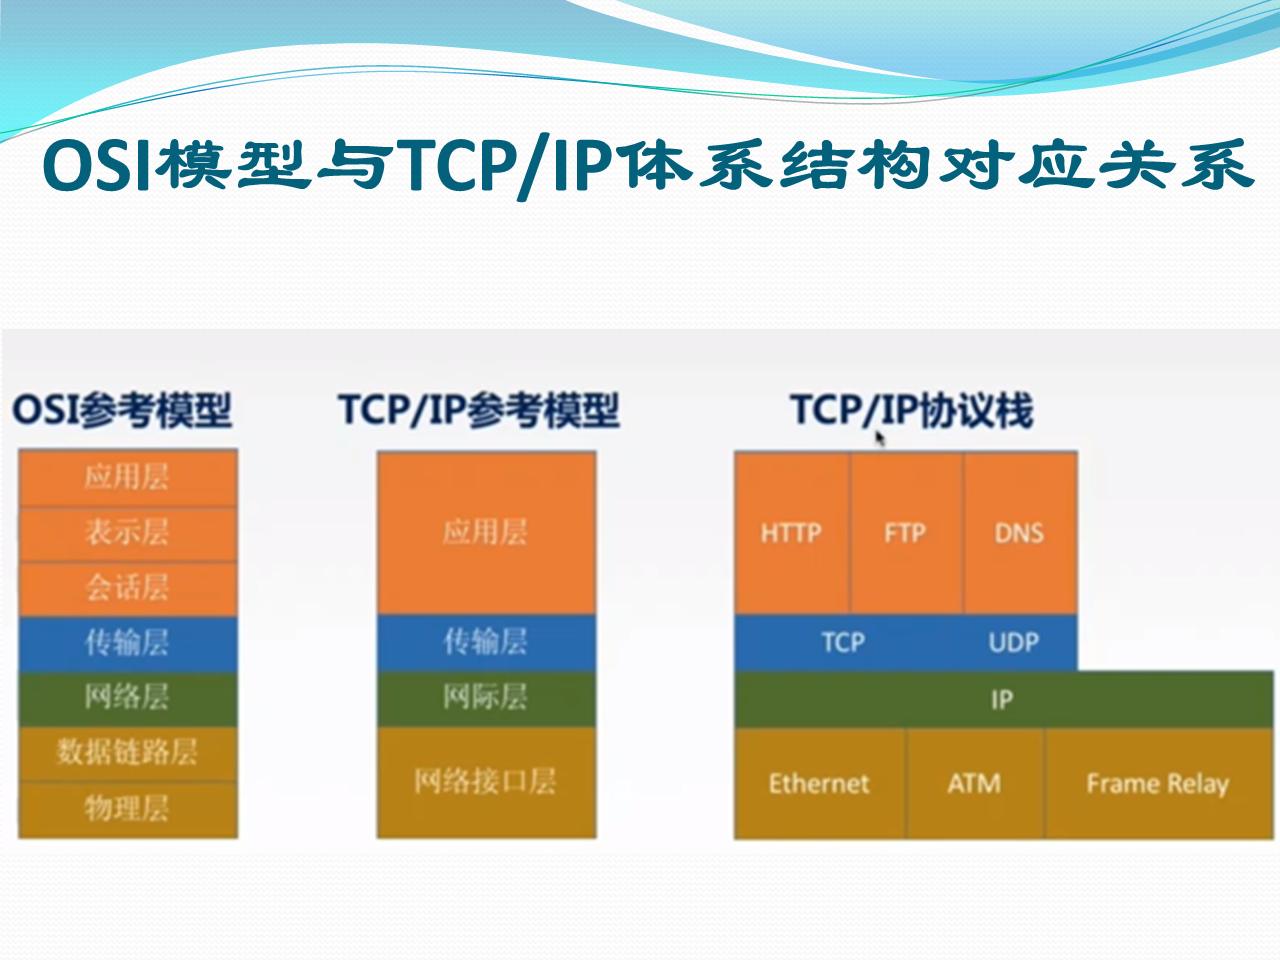 OSI模型与TCP/IP体系结构对应关系
OSI参考模型
应用层
表示层
会话层
传输层
网络层
数据链路层
物理层
TCP/IP参考模型
应用层
传输层
网际层
网络接口层
TCP/IP协议栈
HTTP FTP DNS
TCP UDP
IP
Ethernet ATM Frame Relay